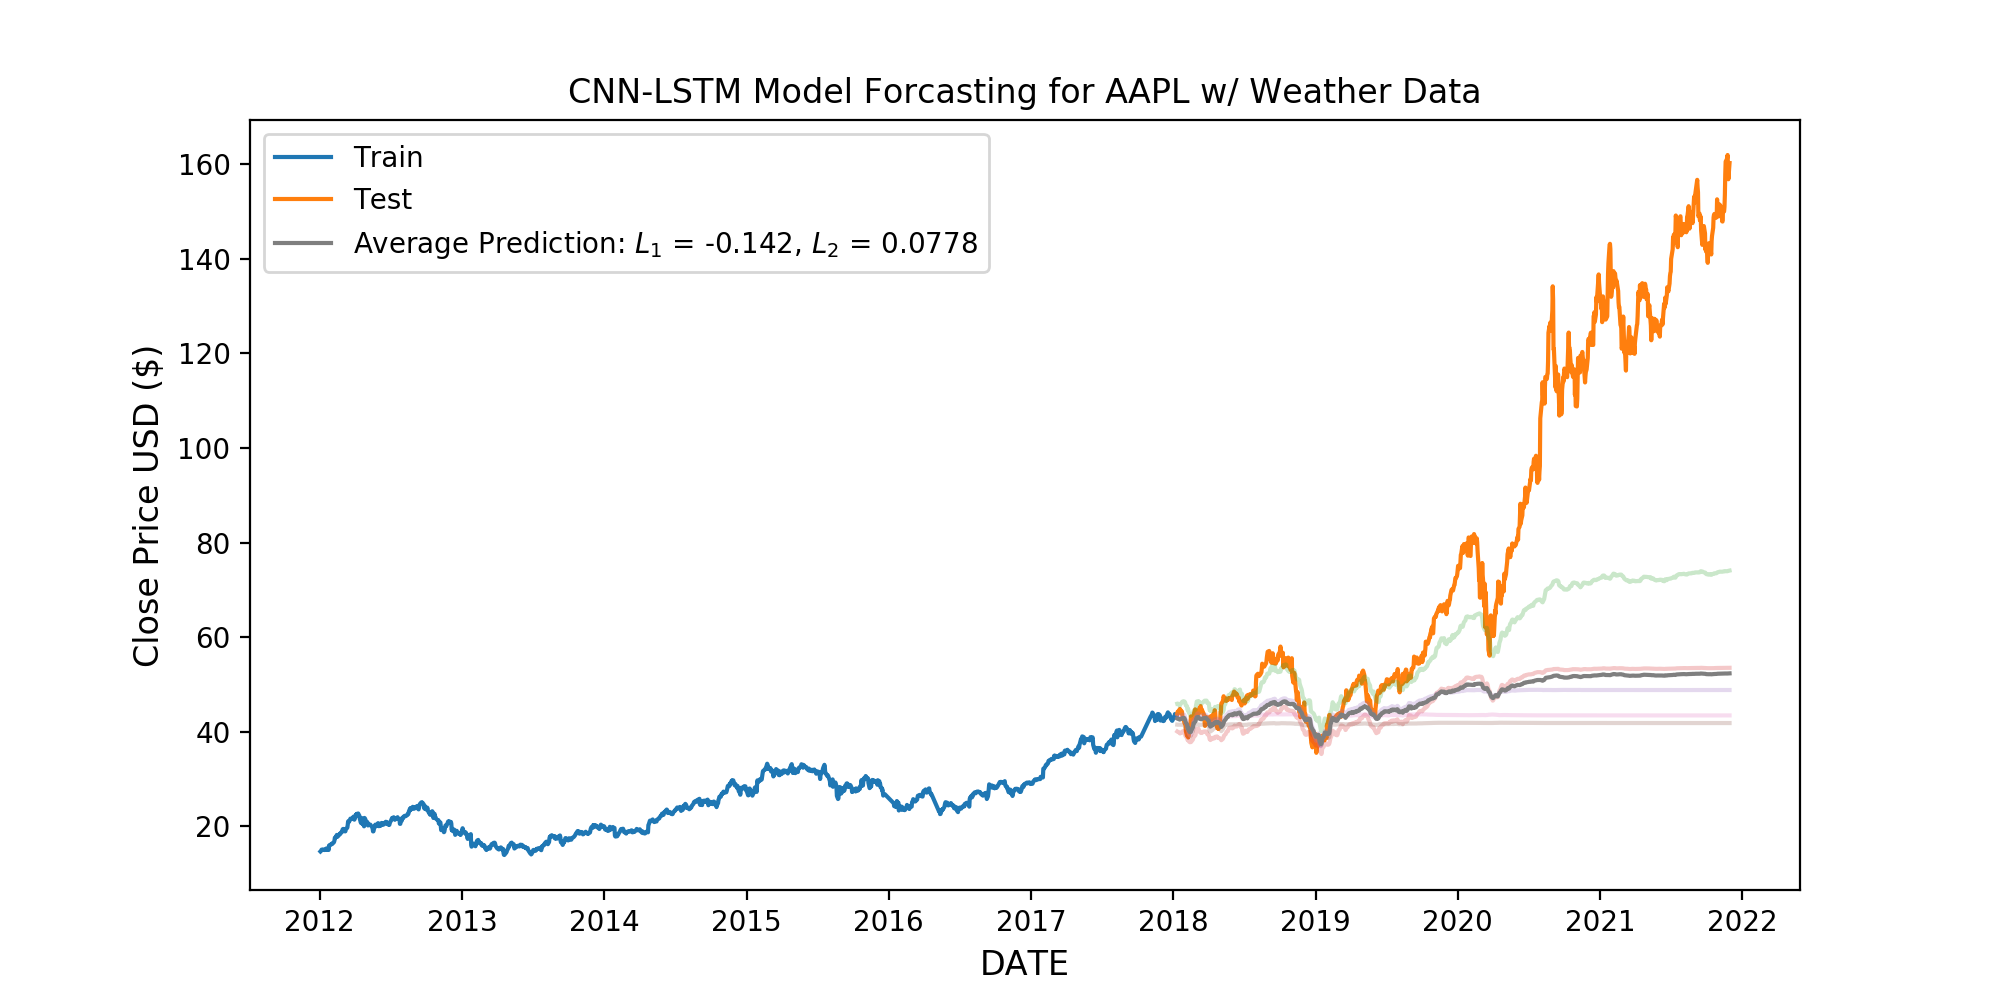 CNN-LSTM Model Forcasting for AAPL w/ Weather Data
Train
Test
Average Prediction: L₁ = -0.142, L₂ = 0.0778
Close Price USD ($)
160
140
120
100
80
60
40
20
2012 2013 2014 2015 2016 2017 2018 2019 2020 2021 2022
DATE